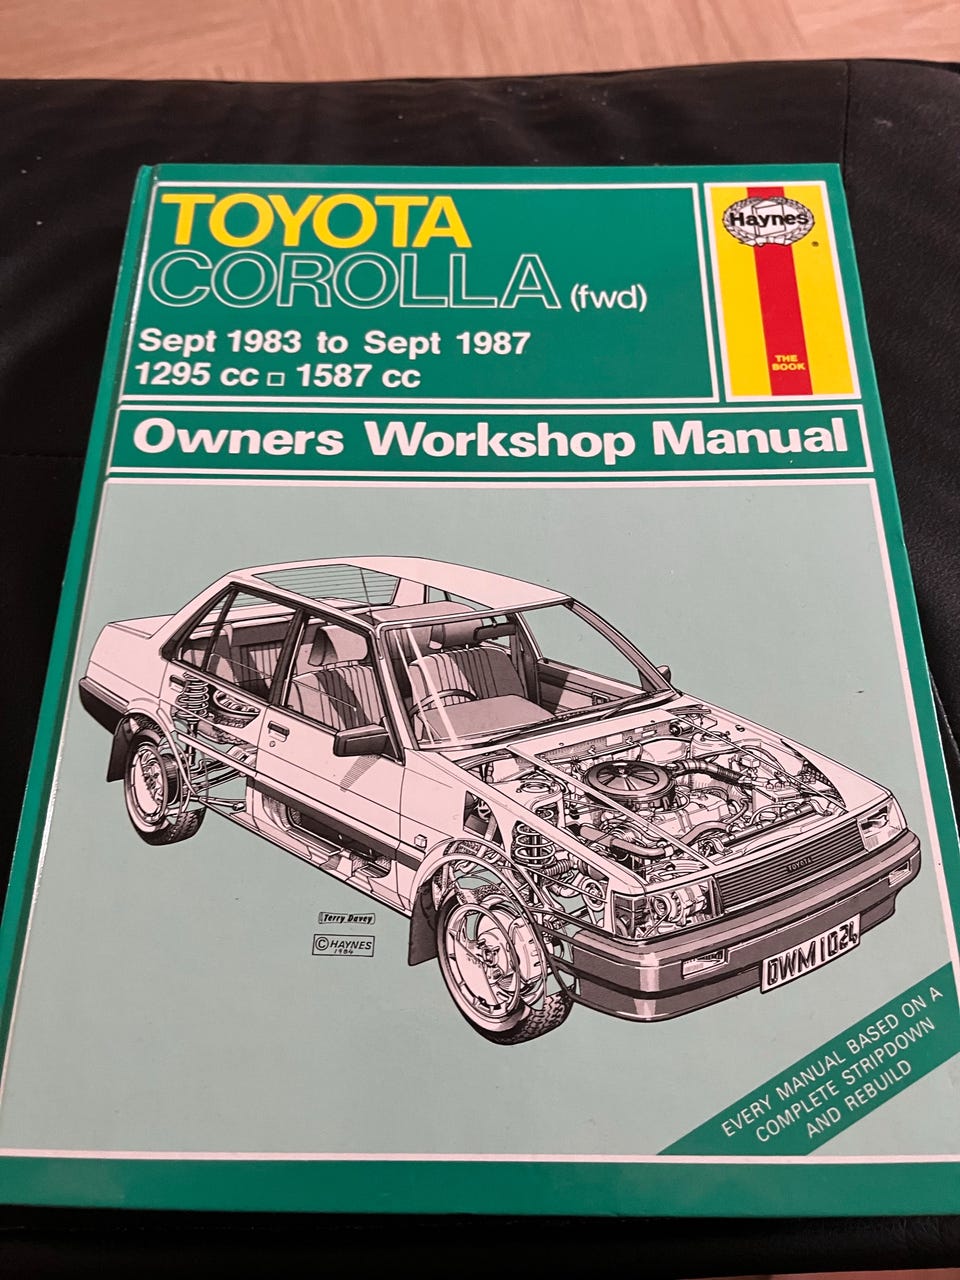 TOYOTA
COROLLA (fwd)
Sept 1983 to Sept 1987
1295 cc □ 1587 cc
Haynes
®
THE
BOOK
Owners Workshop Manual
TOYOTA
Terry Davey
© HAYNES
1984
OWM 1024
EVERY MANUAL BASED ON A
COMPLETE STRIPDOWN
AND REBUILD